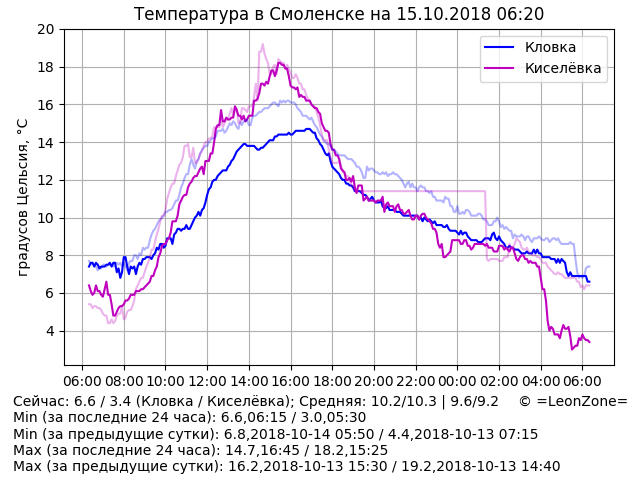 Температура в Смоленске на 15.10.2018 06:20
градусов Цельсия, °C
20
18
16
14
12
10
8
6
4
Кловка
Киселёвка
06:00 08:00 10:00 12:00 14:00 16:00 18:00 20:00 22:00 00:00 02:00 04:00 06:00
Сейчас: 6.6 / 3.4 (Кловка / Киселёвка); Средняя: 10.2/10.3 | 9.6/9.2 © =LeonZone=
Min (за последние 24 часа): 6.6,06:15 / 3.0,05:30
Min (за предыдущие сутки): 6.8,2018-10-14 05:50 / 4.4,2018-10-13 07:15
Max (за последние 24 часа): 14.7,16:45 / 18.2,15:25
Max (за предыдущие сутки): 16.2,2018-10-13 15:30 / 19.2,2018-10-13 14:40